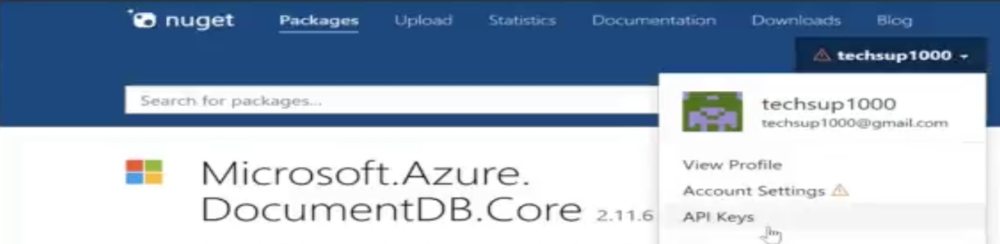 nuget Packages Upload Statistics Documentation Downloads Blog
techsup1000
Search for packages...
techsup1000
techsup1000@gmail.com
Microsoft.Azure.
DocumentDB.Core 2.11.6
View Profile
Account Settings
API Keys